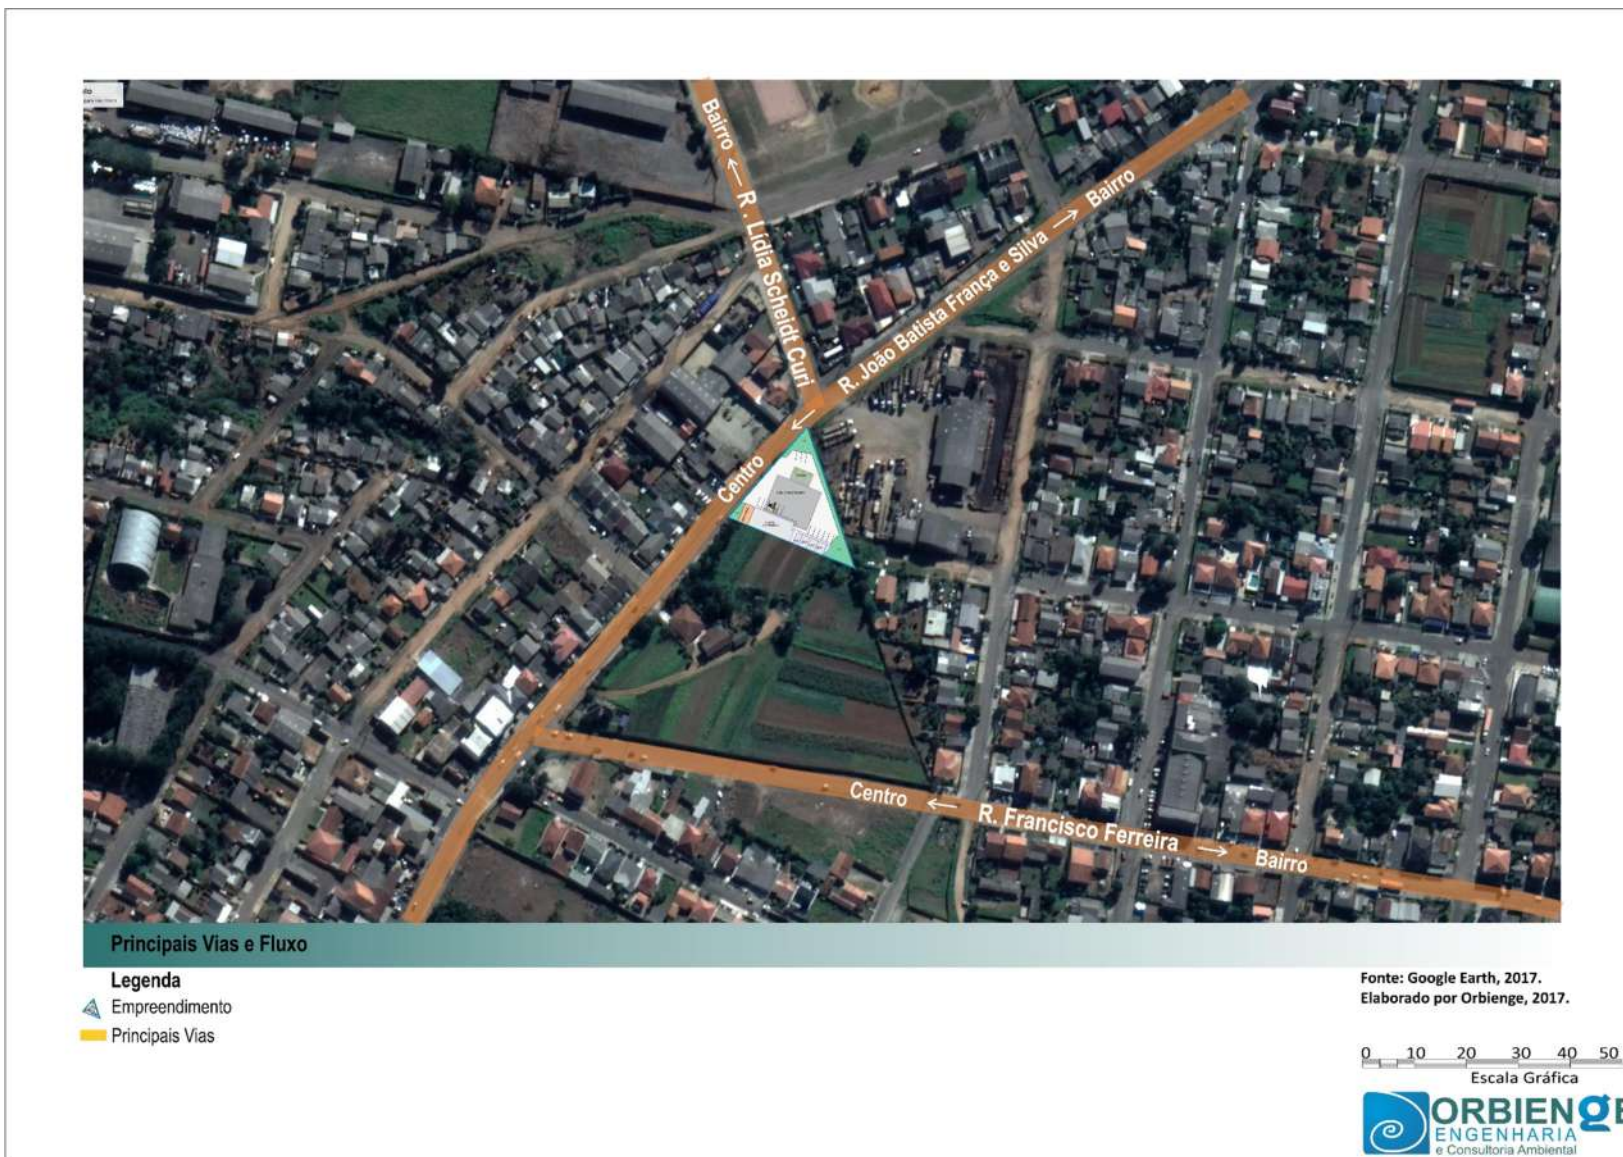 Bairro ←
R. Lídia Scheidt Curi
R. João Batista França e Silva → Bairro
← Centro
Centro ← R. Francisco Ferreira → Bairro
Principais Vias e Fluxo
Legenda
Empreendimento
Principais Vias
Fonte: Google Earth, 2017.
Elaborado por Orbienge, 2017.
0 10 20 30 40 50
Escala Gráfica
ORBIENGE
ENGENHARIA
e Consultoria Ambiental